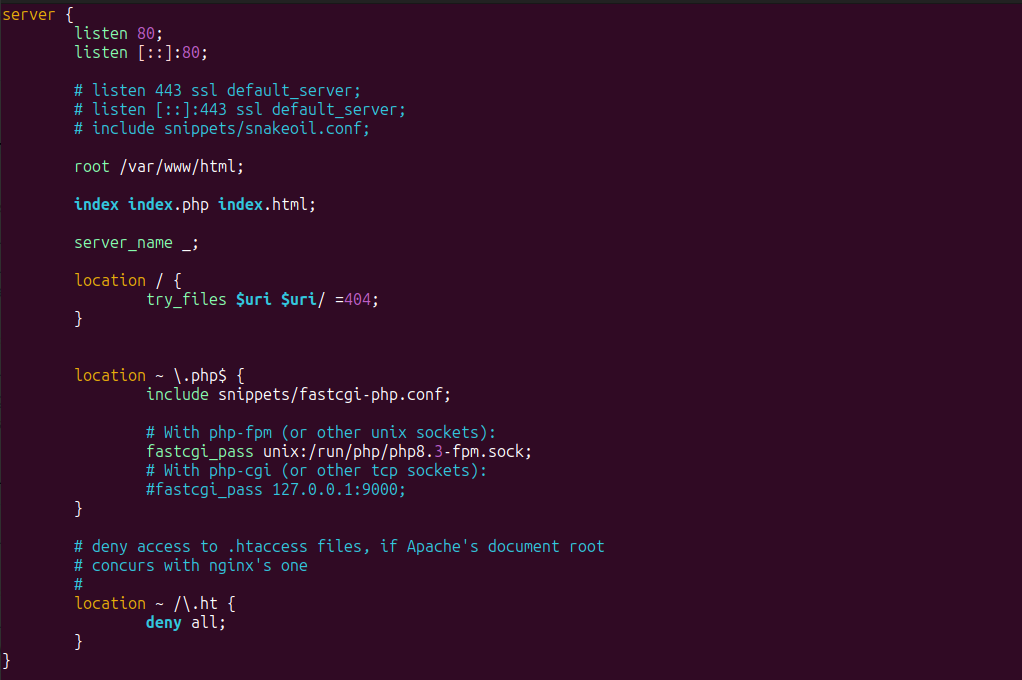 server {
        listen 80;
        listen [::]:80;

        # listen 443 ssl default_server;
        # listen [::]:443 ssl default_server;
        # include snippets/snakeoil.conf;

        root /var/www/html;

        index index.php index.html;

        server_name _;

        location / {
                try_files $uri $uri/ =404;
        }


        location ~ \.php$ {
                include snippets/fastcgi-php.conf;

                # With php-fpm (or other unix sockets):
                fastcgi_pass unix:/run/php/php8.3-fpm.sock;
                # With php-cgi (or other tcp sockets):
                #fastcgi_pass 127.0.0.1:9000;
        }

        # deny access to .htaccess files, if Apache's document root
        # concurs with nginx's one
        #
        location ~ /\.ht {
                deny all;
        }
}